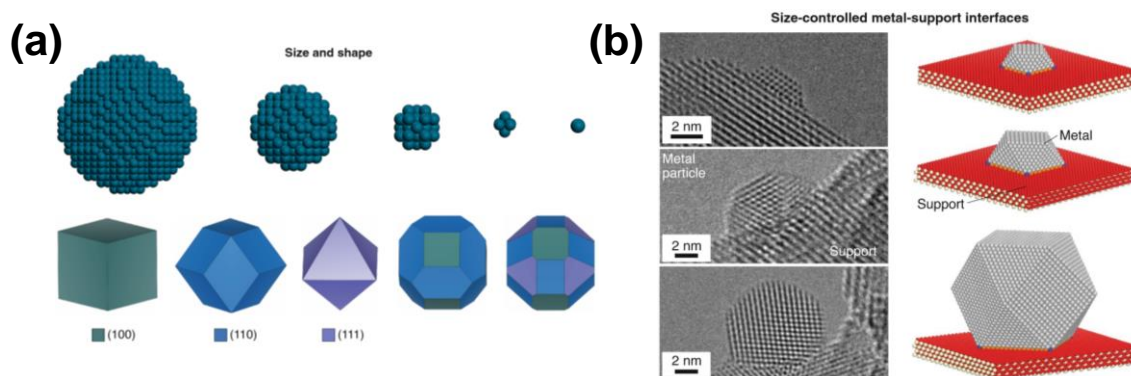 (a)
Size and shape
(100)
(110)
(111)
(b)
Size-controlled metal-support interfaces
2 nm
Metal
particle
Support
2 nm
2 nm
Metal
Support